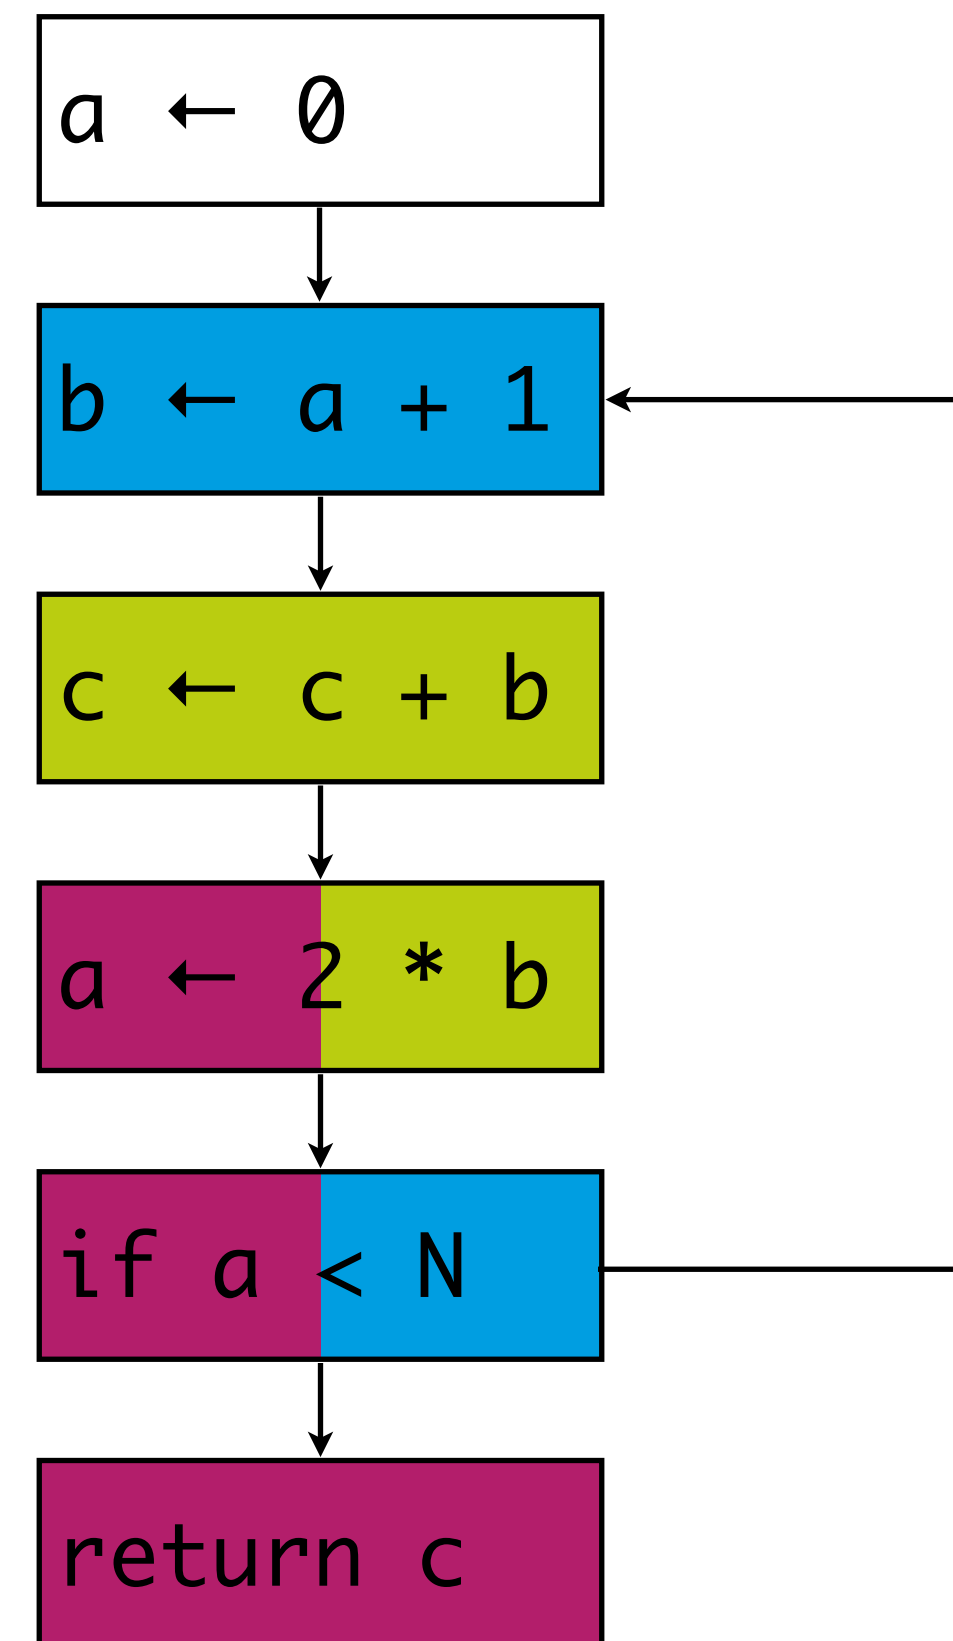 a ← 0
b ← a + 1
c ← c + b
a ← 2 * b
if a < N
return c